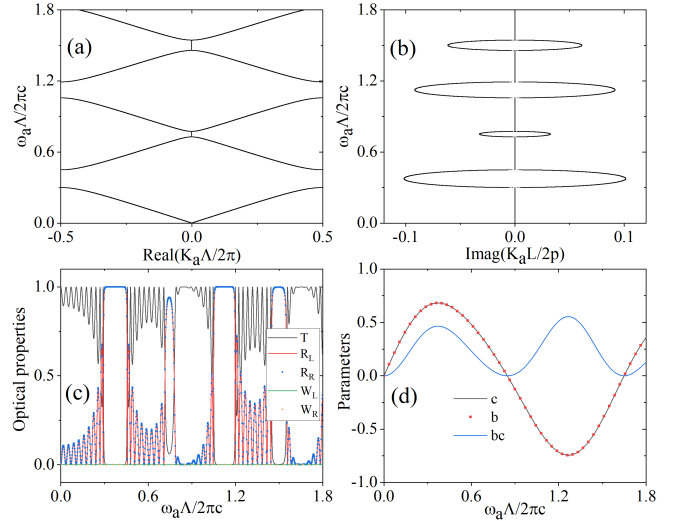 (a)
ωₐΛ/2πc
1.8
1.2
0.6
0.0
-0.5
0.0
0.5
Real(KₐΛ/2π)
(b)
ωₐΛ/2πc
1.8
1.2
0.6
0.0
-0.1
0.0
0.1
Imag(KₐL/2p)
(c)
Optical properties
1.0
0.5
0.0
0.0
0.6
1.2
1.8
ωₐΛ/2πc
T
R_L
R_R
W_L
W_R
(d)
Parameters
1.0
0.5
0.0
-0.5
-1.0
0.0
0.6
1.2
1.8
ωₐΛ/2πc
c
b
bc